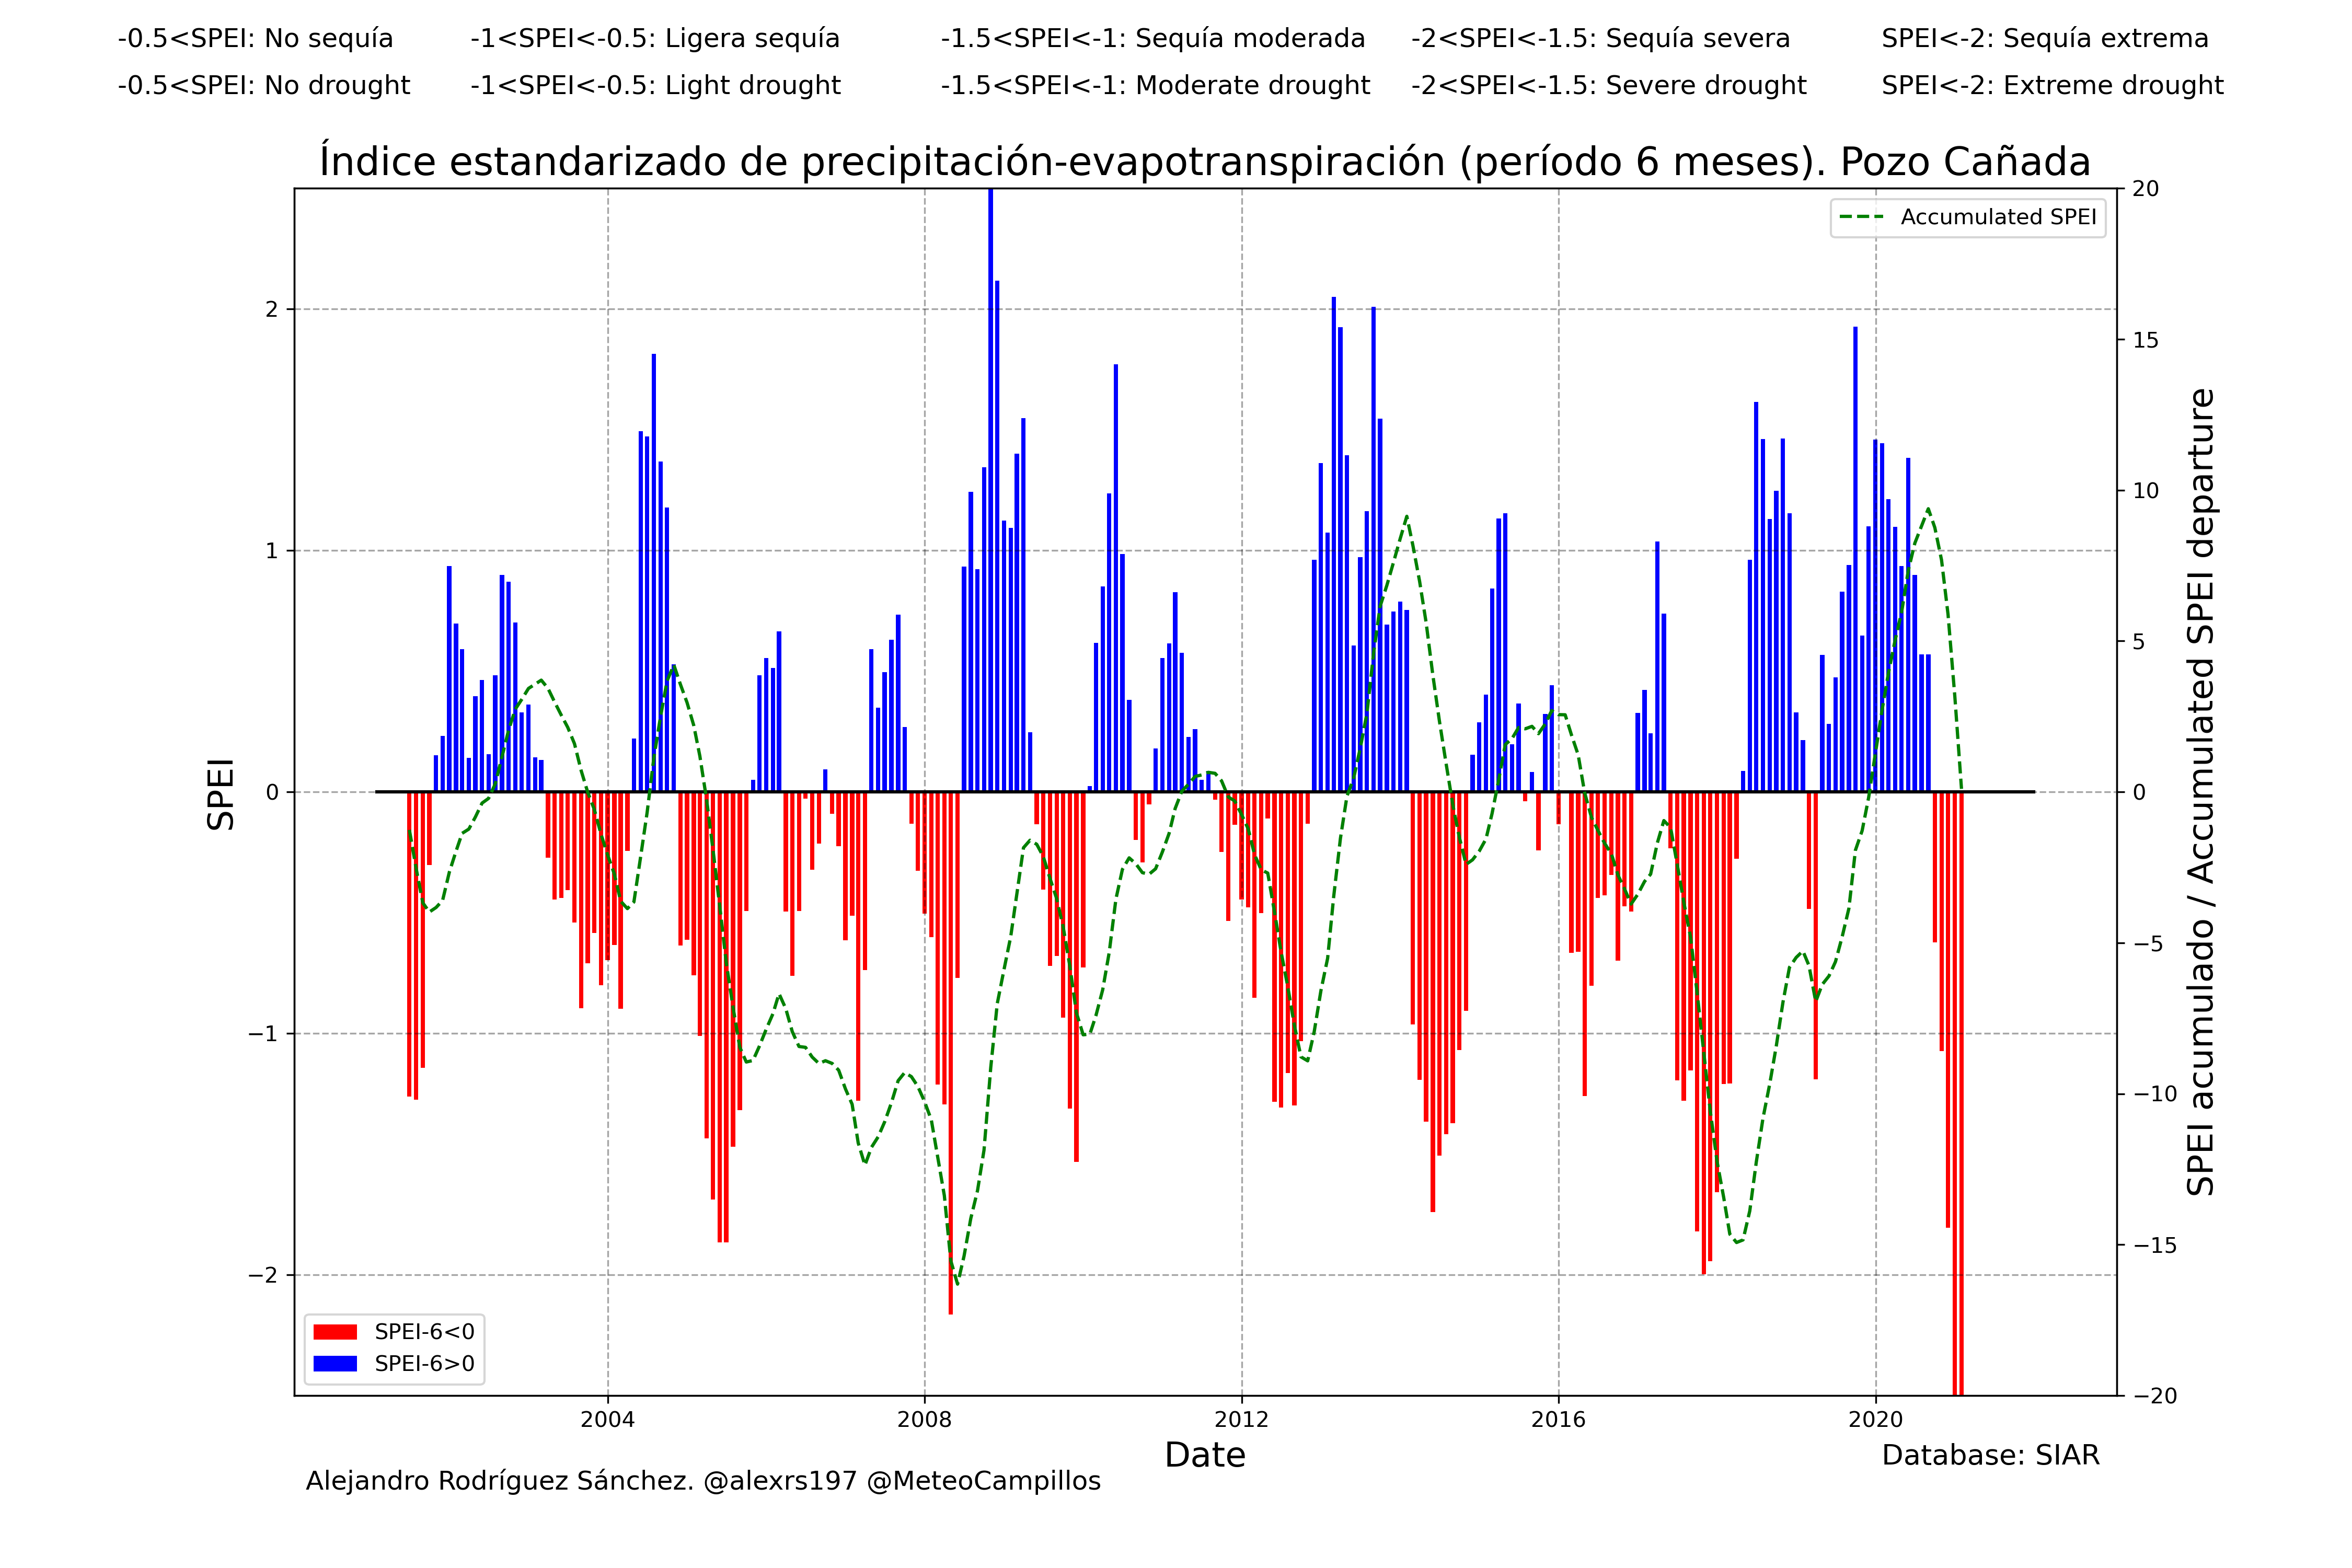 -0.5<SPEI: No sequía -1<SPEI<-0.5: Ligera sequía -1.5<SPEI<-1: Sequía moderada -2<SPEI<-1.5: Sequía severa SPEI<-2: Sequía extrema
-0.5<SPEI: No drought -1<SPEI<-0.5: Light drought -1.5<SPEI<-1: Moderate drought -2<SPEI<-1.5: Severe drought SPEI<-2: Extreme drought
Índice estandarizado de precipitación-evapotranspiración (período 6 meses). Pozo Cañada
Accumulated SPEI
SPEI
2
1
0
−1
−2
20
15
10
5
0
−5
−10
−15
−20
SPEI acumulado / Accumulated SPEI departure
SPEI-6<0
SPEI-6>0
2004 2008 2012 2016 2020
Date
Database: SIAR
Alejandro Rodríguez Sánchez. @alexrs197 @MeteoCampillos